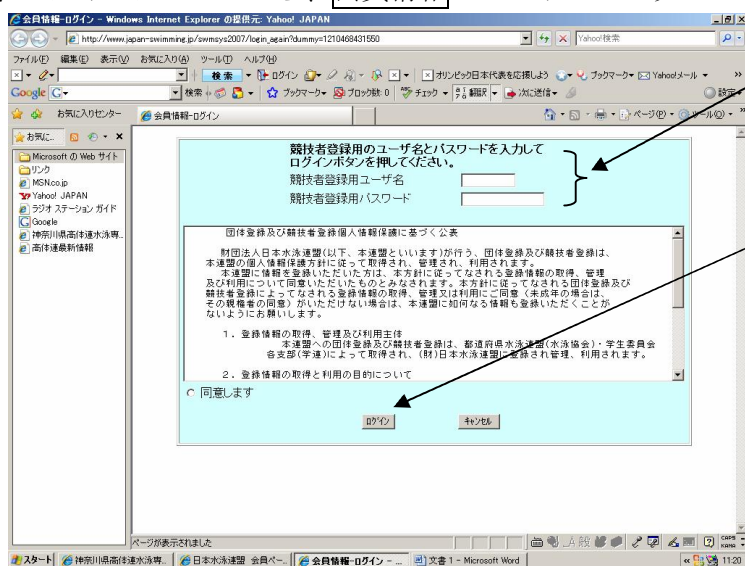 会員情報-ログイン - Windows Internet Explorer の提供元: Yahoo! JAPAN
http://www.japan-swimming.jp/swmsys2007/login_again?dummy=1210468431550
Yahoo!検索
ファイル(F) 編集(E) 表示(V) お気に入り(A) ツール(T) ヘルプ(H)
検索 ログイン オリンピック日本代表を応援しよう ブックマーク Yahoo!メール
Google G 検索 ブックマーク ブロック数: 0 チェック 翻訳 次に送信 設定
お気に入りセンター 会員情報-ログイン ページ(P) ツール(O)
お気に...
Microsoft の Web サイト
リンク
MSN.co.jp
Yahoo! JAPAN
ラジオ ステーション ガイド
Google
神奈川県高体連水泳専...
高体連最新情報
競技者登録用のユーザ名とパスワードを入力して
ログインボタンを押してください。
競技者登録用ユーザ名
競技者登録用パスワード
団体登録及び競技者登録個人情報保護に基づく公表
財団法人日本水泳連盟(以下、本連盟といいます)が行う、団体登録及び競技者登録は、
本連盟の個人情報保護方針に従って取得され、管理され、利用されます。
本連盟に情報を登録いただいた方は、本方針に従ってなされる登録情報の取得、管理
及び利用について同意いただいたものとみなされます。本方針に従ってなされる団体登録及び
競技者登録によってなされる登録情報の取得、管理又は利用にご同意(未成年の場合は、
その親権者の同意)がいただけない場合は、本連盟に如何なる情報も登録いただくことが
ないようにお願いします。
1. 登録情報の取得、管理及び利用主体
本連盟への団体登録及び競技者登録は、都道府県水泳連盟(水泳協会)・学生委員会
各支部(学連)によって取得され、(財)日本水泳連盟に登録され管理、利用されます。
2. 登録情報の取得と利用の目的について
同意します
ログイン キャンセル
ページが表示されました
A 般 CAPS KANA
スタート 神奈川県高体連水泳専... 日本水泳連盟 会員ペー... 会員情報-ログイン - ... 文書 1 - Microsoft Word 11:20